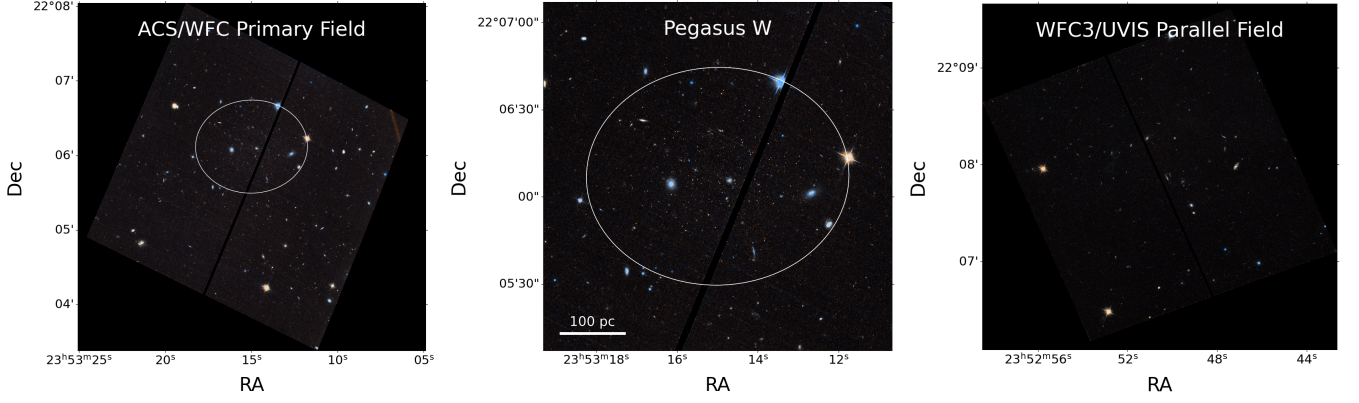 ACS/WFC Primary Field
22°08'
07'
06'
05'
04'
Dec
23ʰ53ᵐ25ˢ
20ˢ
15ˢ
10ˢ
05ˢ
RA
Pegasus W
22°07'00"
06'30"
00"
05'30"
Dec
100 pc
23ʰ53ᵐ18ˢ
16ˢ
14ˢ
12ˢ
RA
WFC3/UVIS Parallel Field
22°09'
08'
07'
Dec
23ʰ52ᵐ56ˢ
52ˢ
48ˢ
44ˢ
RA